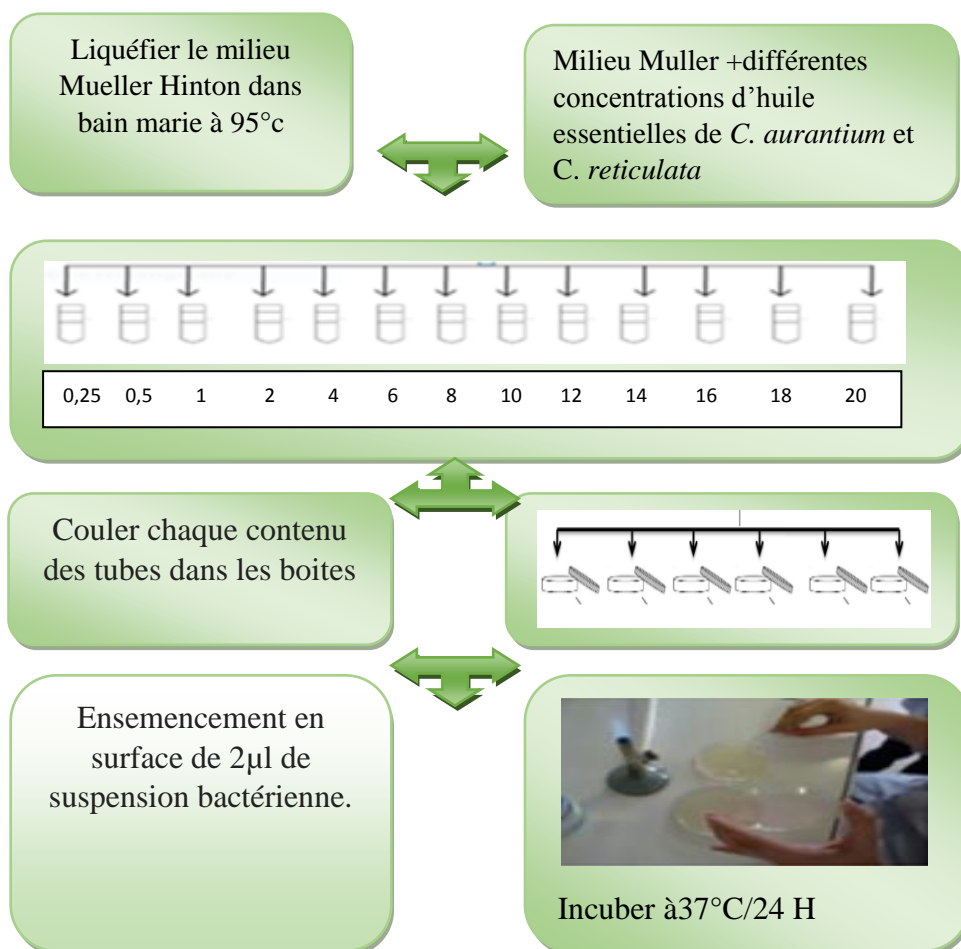 Liquéfier le milieu
Mueller Hinton dans
bain marie à 95°c
Milieu Muller +différentes
concentrations d'huile
essentielles de C. aurantium et
C. reticulata
0,25 0,5 1 2 4 6 8 10 12 14 16 18 20
Couler chaque contenu
des tubes dans les boites
Ensemencement en
surface de 2µl de
suspension bactérienne.
Incuber à37°C/24 H